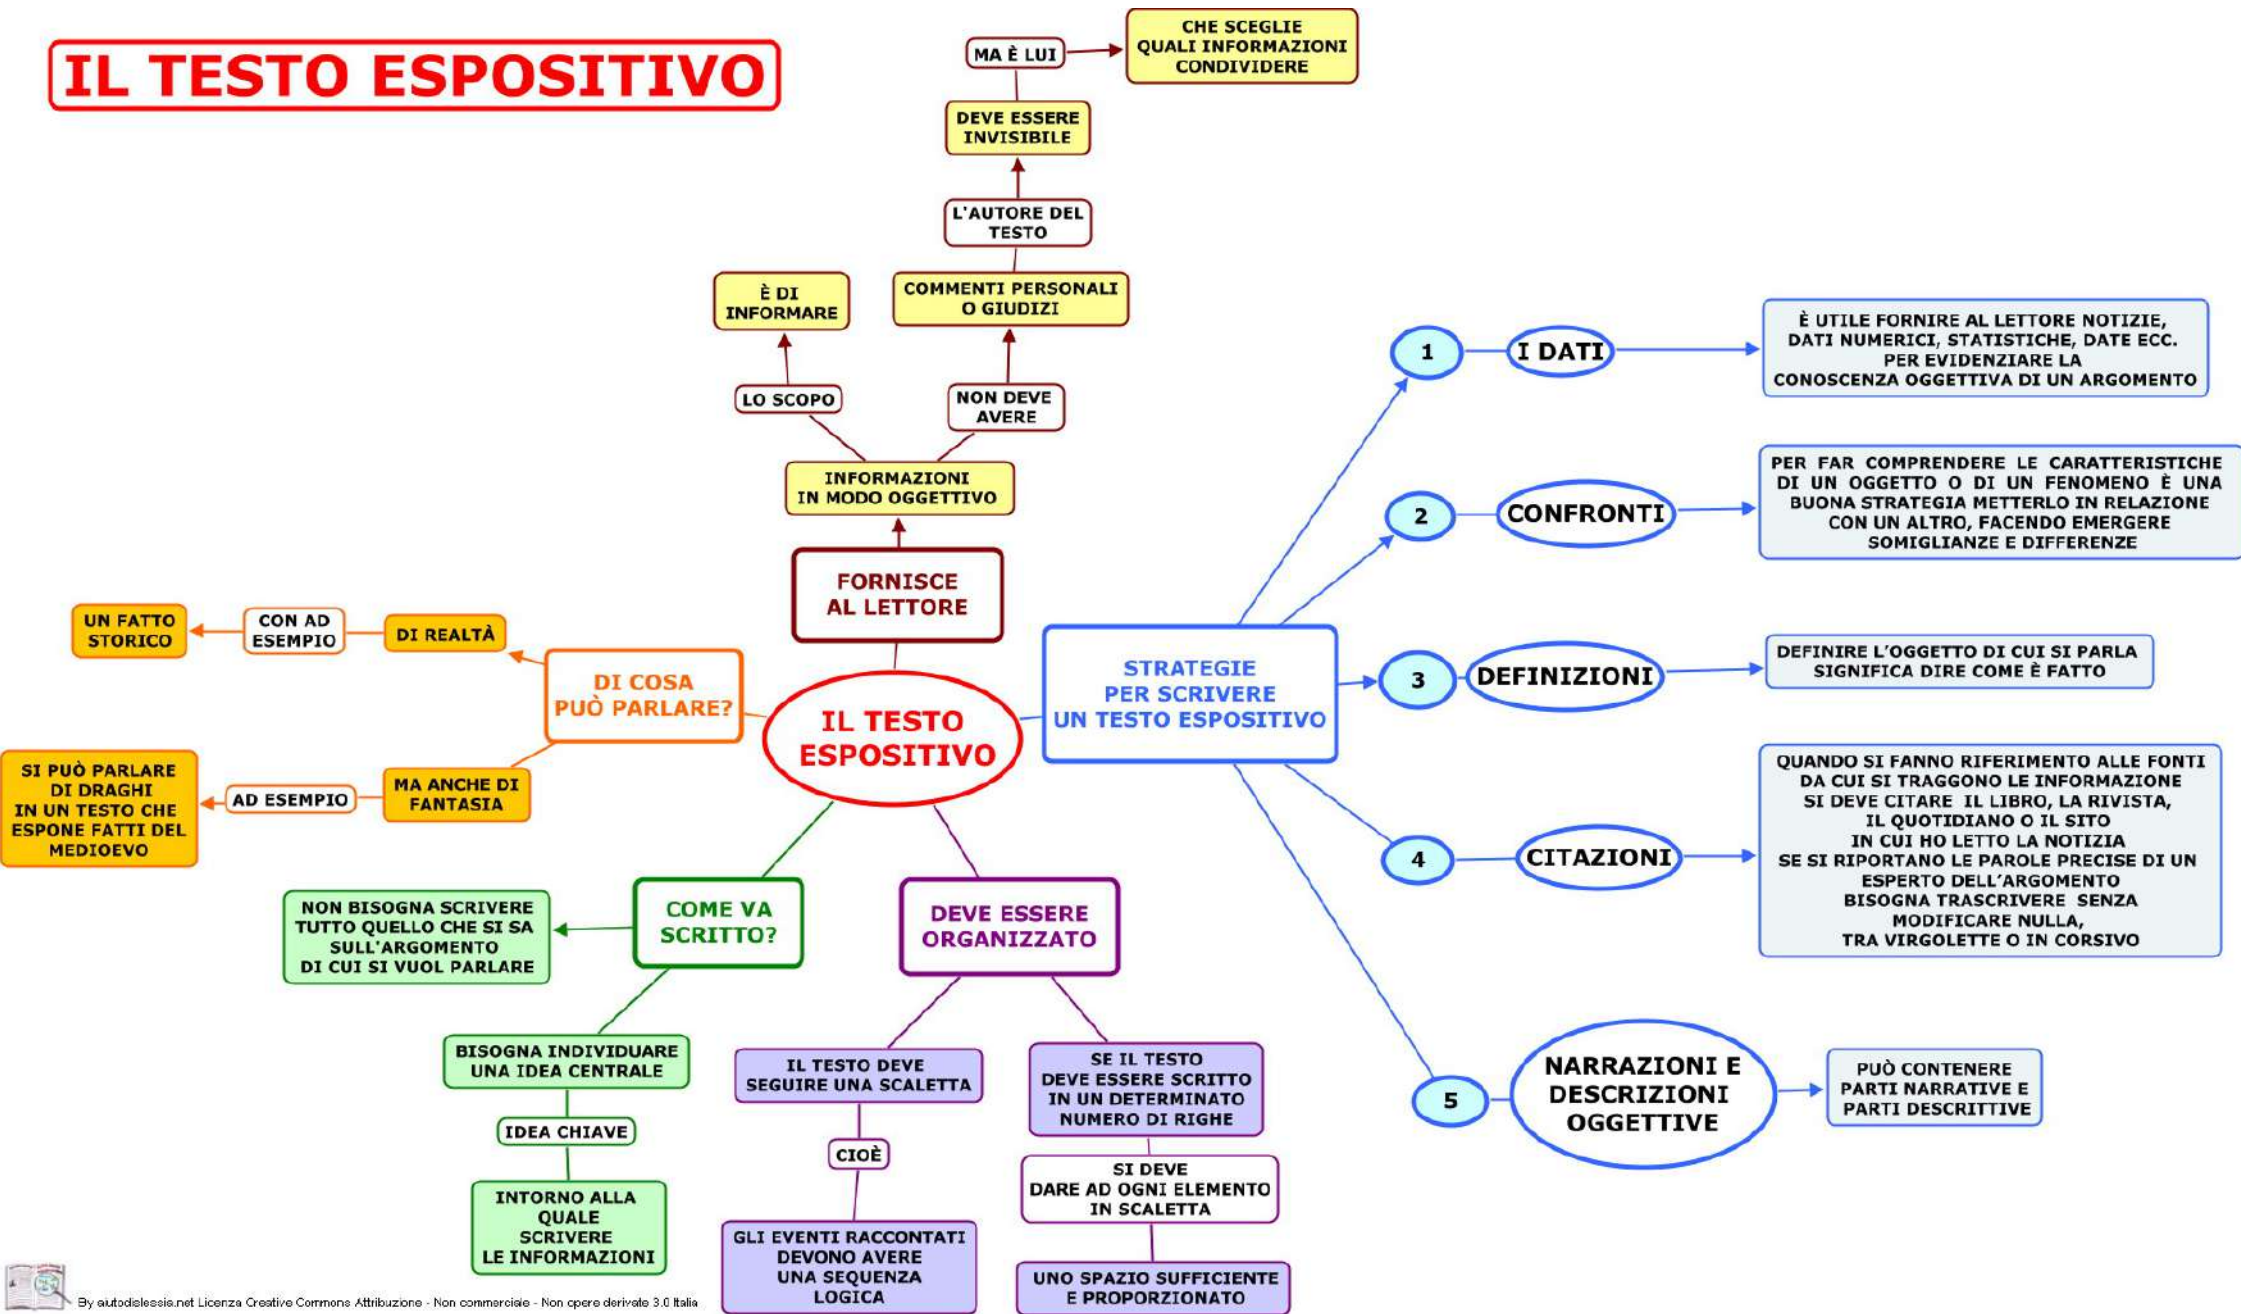 IL TESTO ESPOSITIVO
CHE SCEGLIE
QUALI INFORMAZIONI
CONDIVIDERE
MA È LUI
DEVE ESSERE
INVISIBILE
L'AUTORE DEL
TESTO
COMMENTI PERSONALI
O GIUDIZI
NON DEVE
AVERE
È DI
INFORMARE
LO SCOPO
INFORMAZIONI
IN MODO OGGETTIVO
FORNISCE
AL LETTORE
IL TESTO
ESPOSITIVO
DI COSA
PUÒ PARLARE?
DI REALTÀ
CON AD
ESEMPIO
UN FATTO
STORICO
MA ANCHE DI
FANTASIA
AD ESEMPIO
SI PUÒ PARLARE
DI DRAGHI
IN UN TESTO CHE
ESPONE FATTI DEL
MEDIOEVO
COME VA
SCRITTO?
NON BISOGNA SCRIVERE
TUTTO QUELLO CHE SI SA
SULL'ARGOMENTO
DI CUI SI VUOL PARLARE
BISOGNA INDIVIDUARE
UNA IDEA CENTRALE
IDEA CHIAVE
INTORNO ALLA
QUALE
SCRIVERE
LE INFORMAZIONI
DEVE ESSERE
ORGANIZZATO
IL TESTO DEVE
SEGUIRE UNA SCALETTA
CIOÈ
GLI EVENTI RACCONTATI
DEVONO AVERE
UNA SEQUENZA
LOGICA
SE IL TESTO
DEVE ESSERE SCRITTO
IN UN DETERMINATO
NUMERO DI RIGHE
SI DEVE
DARE AD OGNI ELEMENTO
IN SCALETTA
UNO SPAZIO SUFFICIENTE
E PROPORZIONATO
STRATEGIE
PER SCRIVERE
UN TESTO ESPOSITIVO
1
I DATI
È UTILE FORNIRE AL LETTORE NOTIZIE,
DATI NUMERICI, STATISTICHE, DATE ECC.
PER EVIDENZIARE LA
CONOSCENZA OGGETTIVA DI UN ARGOMENTO
2
CONFRONTI
PER FAR COMPRENDERE LE CARATTERISTICHE
DI UN OGGETTO O DI UN FENOMENO È UNA
BUONA STRATEGIA METTERLO IN RELAZIONE
CON UN ALTRO, FACENDO EMERGERE
SOMIGLIANZE E DIFFERENZE
3
DEFINIZIONI
DEFINIRE L'OGGETTO DI CUI SI PARLA
SIGNIFICA DIRE COME È FATTO
4
CITAZIONI
QUANDO SI FANNO RIFERIMENTO ALLE FONTI
DA CUI SI TRAGGONO LE INFORMAZIONE
SI DEVE CITARE IL LIBRO, LA RIVISTA,
IL QUOTIDIANO O IL SITO
IN CUI HO LETTO LA NOTIZIA
SE SI RIPORTANO LE PAROLE PRECISE DI UN
ESPERTO DELL'ARGOMENTO
BISOGNA TRASCRIVERE SENZA
MODIFICARE NULLA,
TRA VIRGOLETTE O IN CORSIVO
5
NARRAZIONI E
DESCRIZIONI
OGGETTIVE
PUÒ CONTENERE
PARTI NARRATIVE E
PARTI DESCRITTIVE
By autodislessia.net Licenza Creative Commons Attribuzione - Non commerciale - Non opere derivate 3.0 Italia